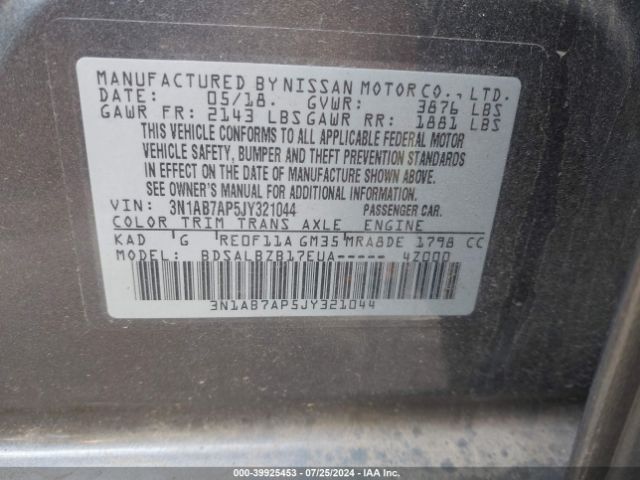 MANUFACTURED BY NISSAN MOTOR CO., LTD.
DATE: 05/18. GVWR: 3876 LBS
GAWR FR: 2143 LBS GAWR RR: 1881 LBS
THIS VEHICLE CONFORMS TO ALL APPLICABLE FEDERAL MOTOR
VEHICLE SAFETY, BUMPER AND THEFT PREVENTION STANDARDS
IN EFFECT ON THE DATE OF MANUFACTURE SHOWN ABOVE.
SEE OWNER'S MANUAL FOR ADDITIONAL INFORMATION.
VIN: 3N1AB7AP5JY321044 PASSENGER CAR.
COLOR TRIM TRANS AXLE ENGINE
KAD G RE0F11A GM35 MRA8DE 1798 CC
MODEL: BDSALBZB17EUA----- 4Z000
3N1AB7AP5JY321044
000-39925453 - 07/25/2024 - IAA Inc.